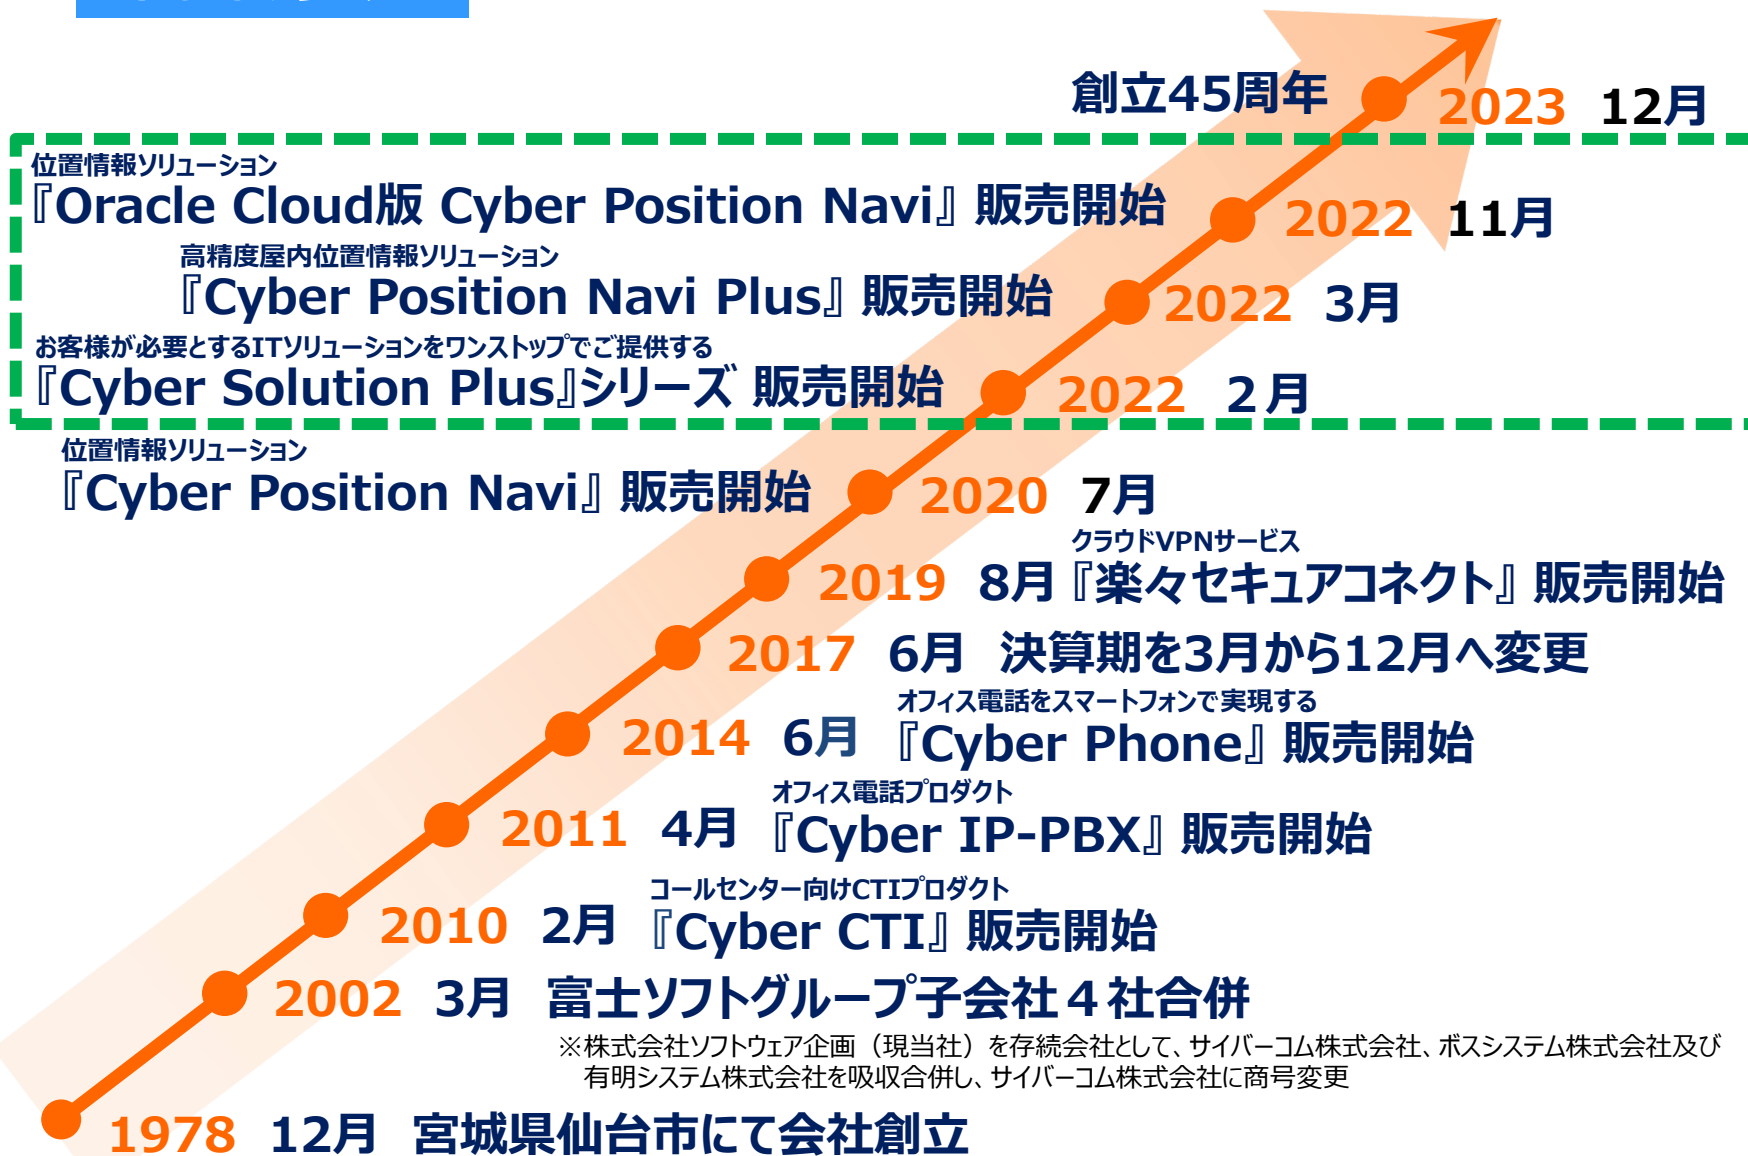 創立45周年 2023 12月
位置情報ソリューション
『Oracle Cloud版 Cyber Position Navi』 販売開始 2022 11月
高精度屋内位置情報ソリューション
『Cyber Position Navi Plus』 販売開始 2022 3月
お客様が必要とするITソリューションをワンストップでご提供する
『Cyber Solution Plus』シリーズ 販売開始 2022 2月
位置情報ソリューション
『Cyber Position Navi』 販売開始 2020 7月
クラウドVPNサービス
2019 8月 『楽々セキュアコネクト』 販売開始
2017 6月 決算期を3月から12月へ変更
オフィス電話をスマートフォンで実現する
2014 6月 『Cyber Phone』 販売開始
オフィス電話プロダクト
2011 4月 『Cyber IP-PBX』 販売開始
コールセンター向けCTIプロダクト
2010 2月 『Cyber CTI』 販売開始
2002 3月 富士ソフトグループ子会社４社合併
※株式会社ソフトウェア企画（現当社）を存続会社として、サイバーコム株式会社、ボスシステム株式会社及び
有明システム株式会社を吸収合併し、サイバーコム株式会社に商号変更
1978 12月 宮城県仙台市にて会社創立